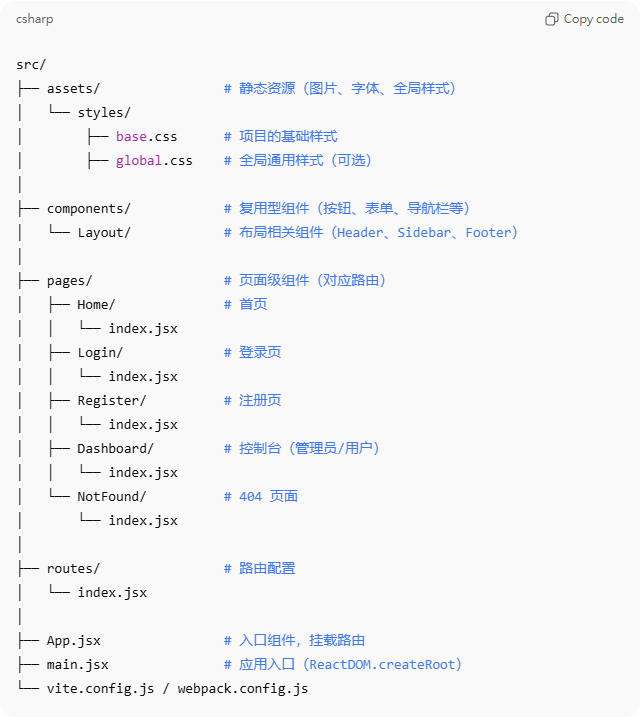 csharp
Copy code
src/
├── assets/                # 静态资源（图片、字体、全局样式）
│   └── styles/
│        ├── base.css      # 项目的基础样式
│        ├── global.css    # 全局通用样式（可选）
│
├── components/            # 复用型组件（按钮、表单、导航栏等）
│   └── Layout/            # 布局相关组件（Header、Sidebar、Footer）
│
├── pages/                 # 页面级组件（对应路由）
│   ├── Home/              # 首页
│   │   └── index.jsx
│   ├── Login/             # 登录页
│   │   └── index.jsx
│   ├── Register/          # 注册页
│   │   └── index.jsx
│   ├── Dashboard/         # 控制台（管理员/用户）
│   │   └── index.jsx
│   └── NotFound/          # 404 页面
│       └── index.jsx
│
├── routes/                # 路由配置
│   └── index.jsx
│
├── App.jsx                # 入口组件，挂载路由
├── main.jsx               # 应用入口（ReactDOM.createRoot）
└── vite.config.js / webpack.config.js